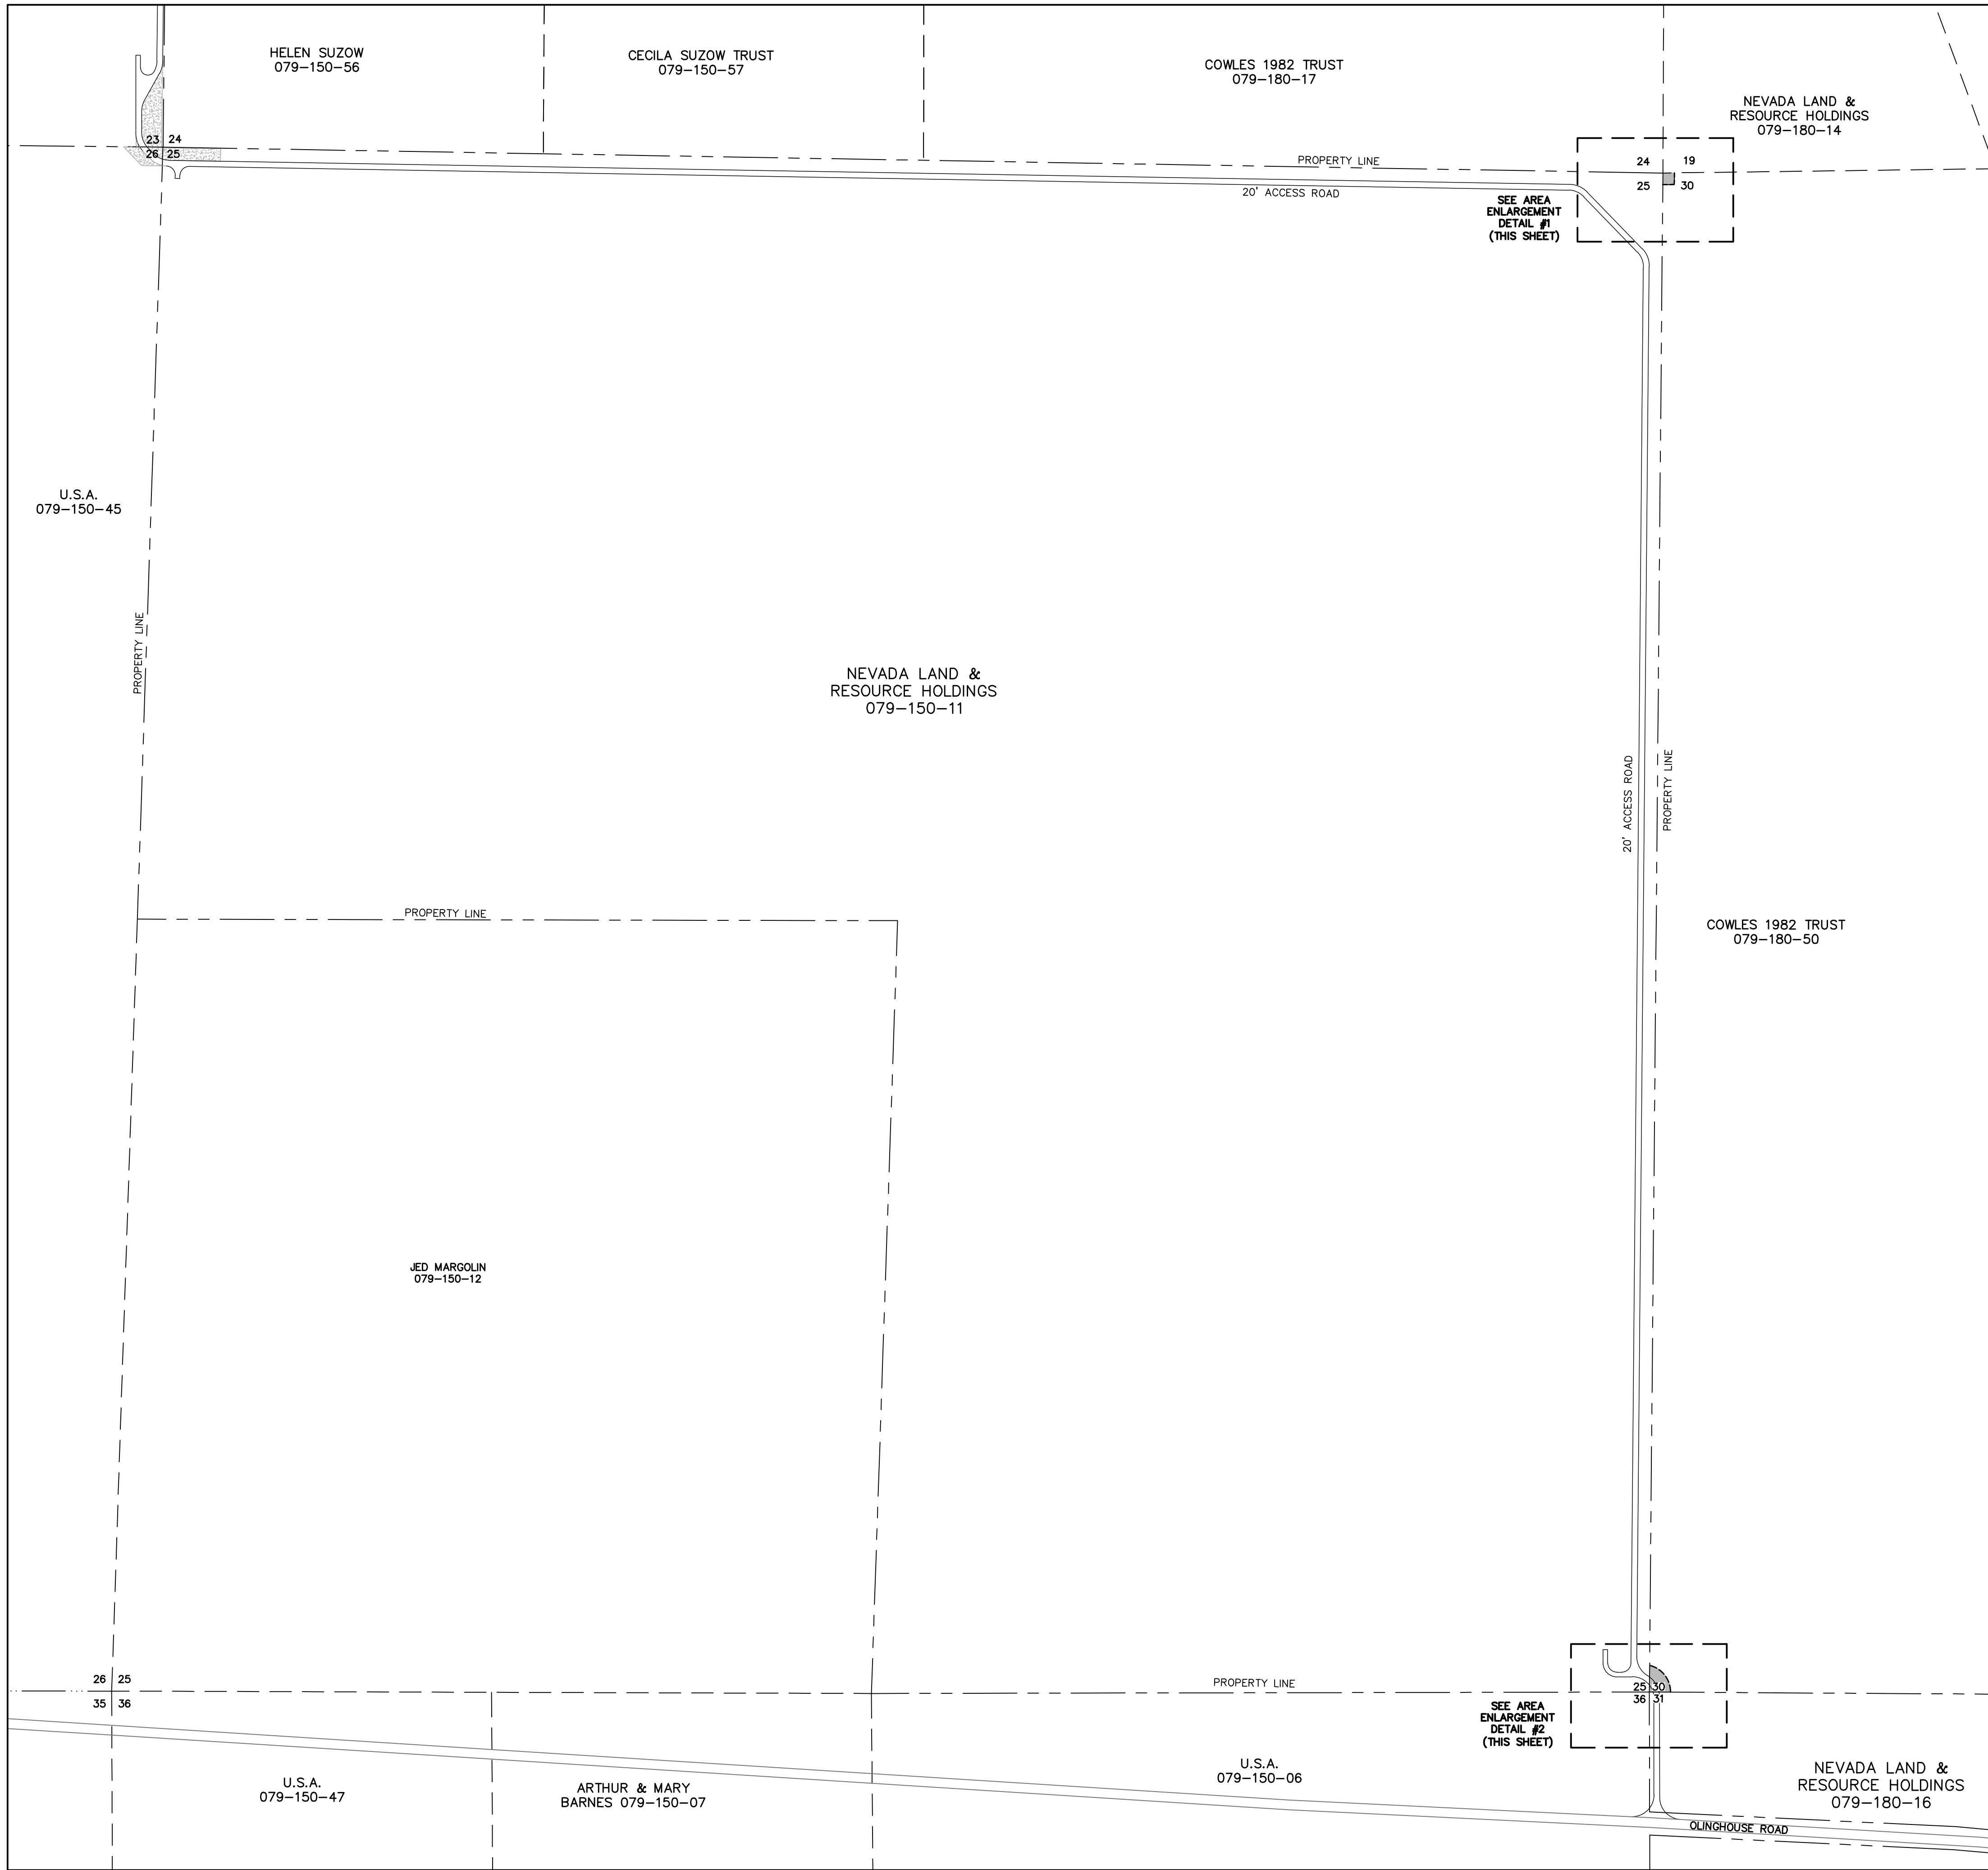 HELEN SUZOW
079-150-56
CECILA SUZOW TRUST
079-150-57
COWLES 1982 TRUST
079-180-17
NEVADA LAND &
RESOURCE HOLDINGS
079-180-14
23 24
26 25
PROPERTY LINE
20' ACCESS ROAD
24 19
25 30
SEE AREA
ENLARGEMENT
DETAIL #1
(THIS SHEET)
U.S.A.
079-150-45
PROPERTY LINE
NEVADA LAND &
RESOURCE HOLDINGS
079-150-11
20' ACCESS ROAD
PROPERTY LINE
PROPERTY LINE
COWLES 1982 TRUST
079-180-50
JED MARGOLIN
079-150-12
26 25
35 36
PROPERTY LINE
25 30
36 31
SEE AREA
ENLARGEMENT
DETAIL #2
(THIS SHEET)
U.S.A.
079-150-47
ARTHUR & MARY
BARNES 079-150-07
U.S.A.
079-150-06
NEVADA LAND &
RESOURCE HOLDINGS
079-180-16
OLINGHOUSE ROAD